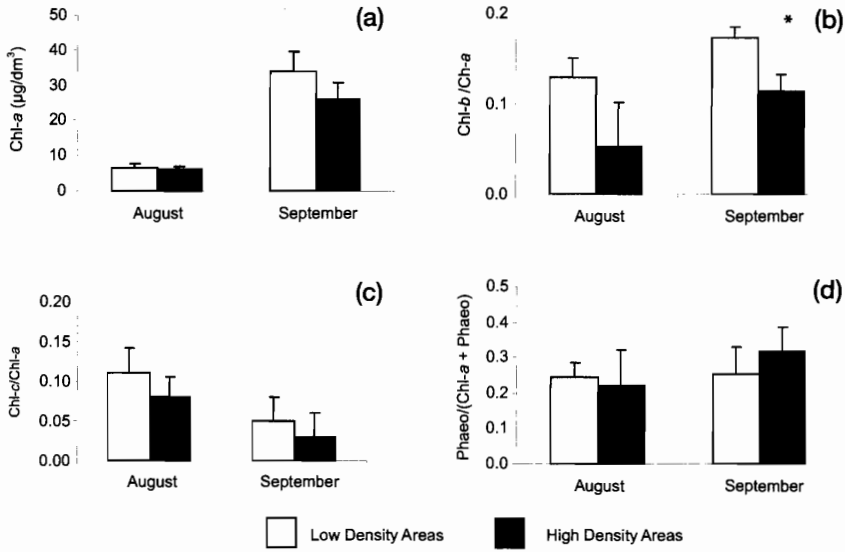 (a)
Chl-a (µg/dm³)
50
40
30
20
10
0
August September
* (b)
Chl-b/Ch-a
0.2
0.1
0.0
August September
(c)
Chl-c/Chl-a
0.20
0.15
0.10
0.05
0.00
August September
(d)
Phaeo/(Chl-a + Phaeo)
0.5
0.4
0.3
0.2
0.1
0.0
August September
Low Density Areas High Density Areas